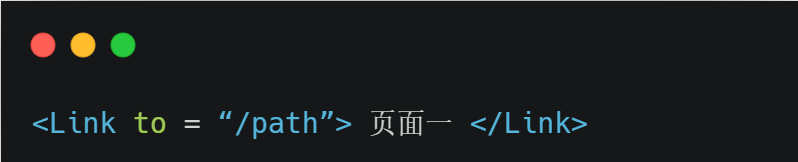 <Link to = “/path”> 页面一 </Link>